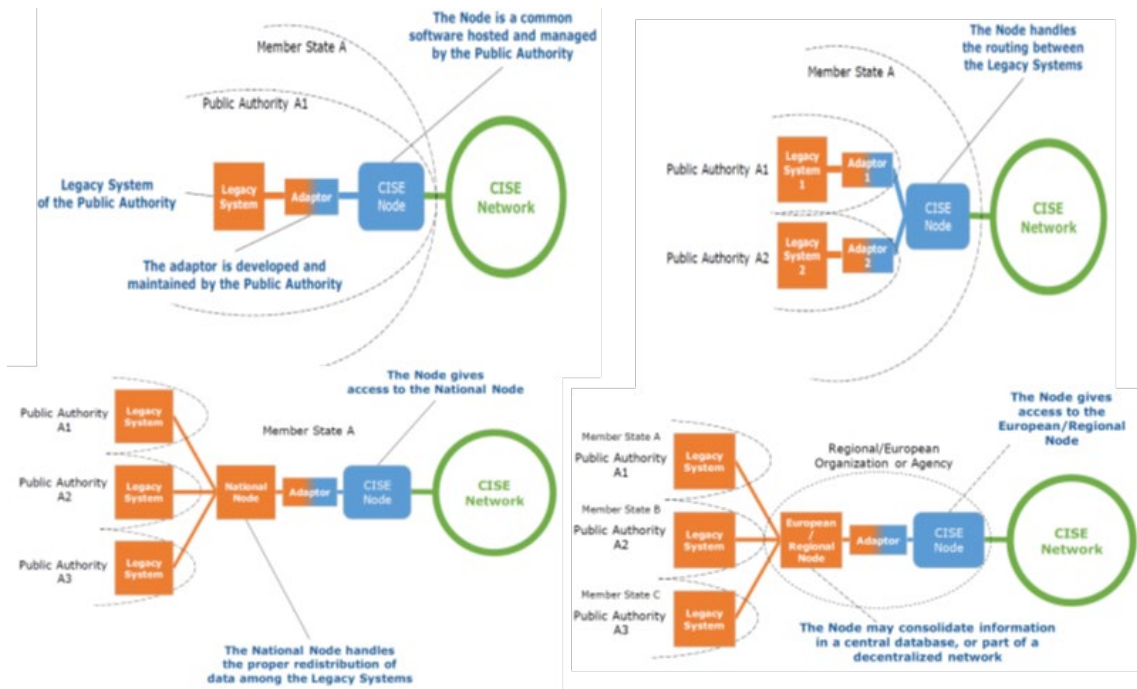 The Node is a common
software hosted and managed
by the Public Authority
Member State A
Public Authority A1
Legacy System
of the Public Authority
Legacy
System
Adaptor
CISE
Node
CISE
Network
The adaptor is developed and
maintained by the Public Authority
The Node handles
the routing between
the Legacy Systems
Member State A
Public Authority A1
Legacy
System
1
Adaptor
1
Public Authority A2
Legacy
System
2
Adaptor
2
CISE
Node
CISE
Network
The Node gives
access to the National Node
Member State A
Public Authority
A1
Legacy
System
Public Authority
A2
Legacy
System
Public Authority
A3
Legacy
System
National
Node
Adaptor
CISE
Node
CISE
Network
The National Node handles
the proper redistribution of
data among the Legacy Systems
The Node gives
access to the
European/Regional
Node
Regional/European
Organization or Agency
Member State A
Public Authority
A1
Legacy
System
Member State B
Public Authority
A2
Legacy
System
Member State C
Public Authority
A3
Legacy
System
European
/
Regional
Node
Adaptor
CISE
Node
CISE
Network
The Node may consolidate information
in a central database, or part of a
decentralized network